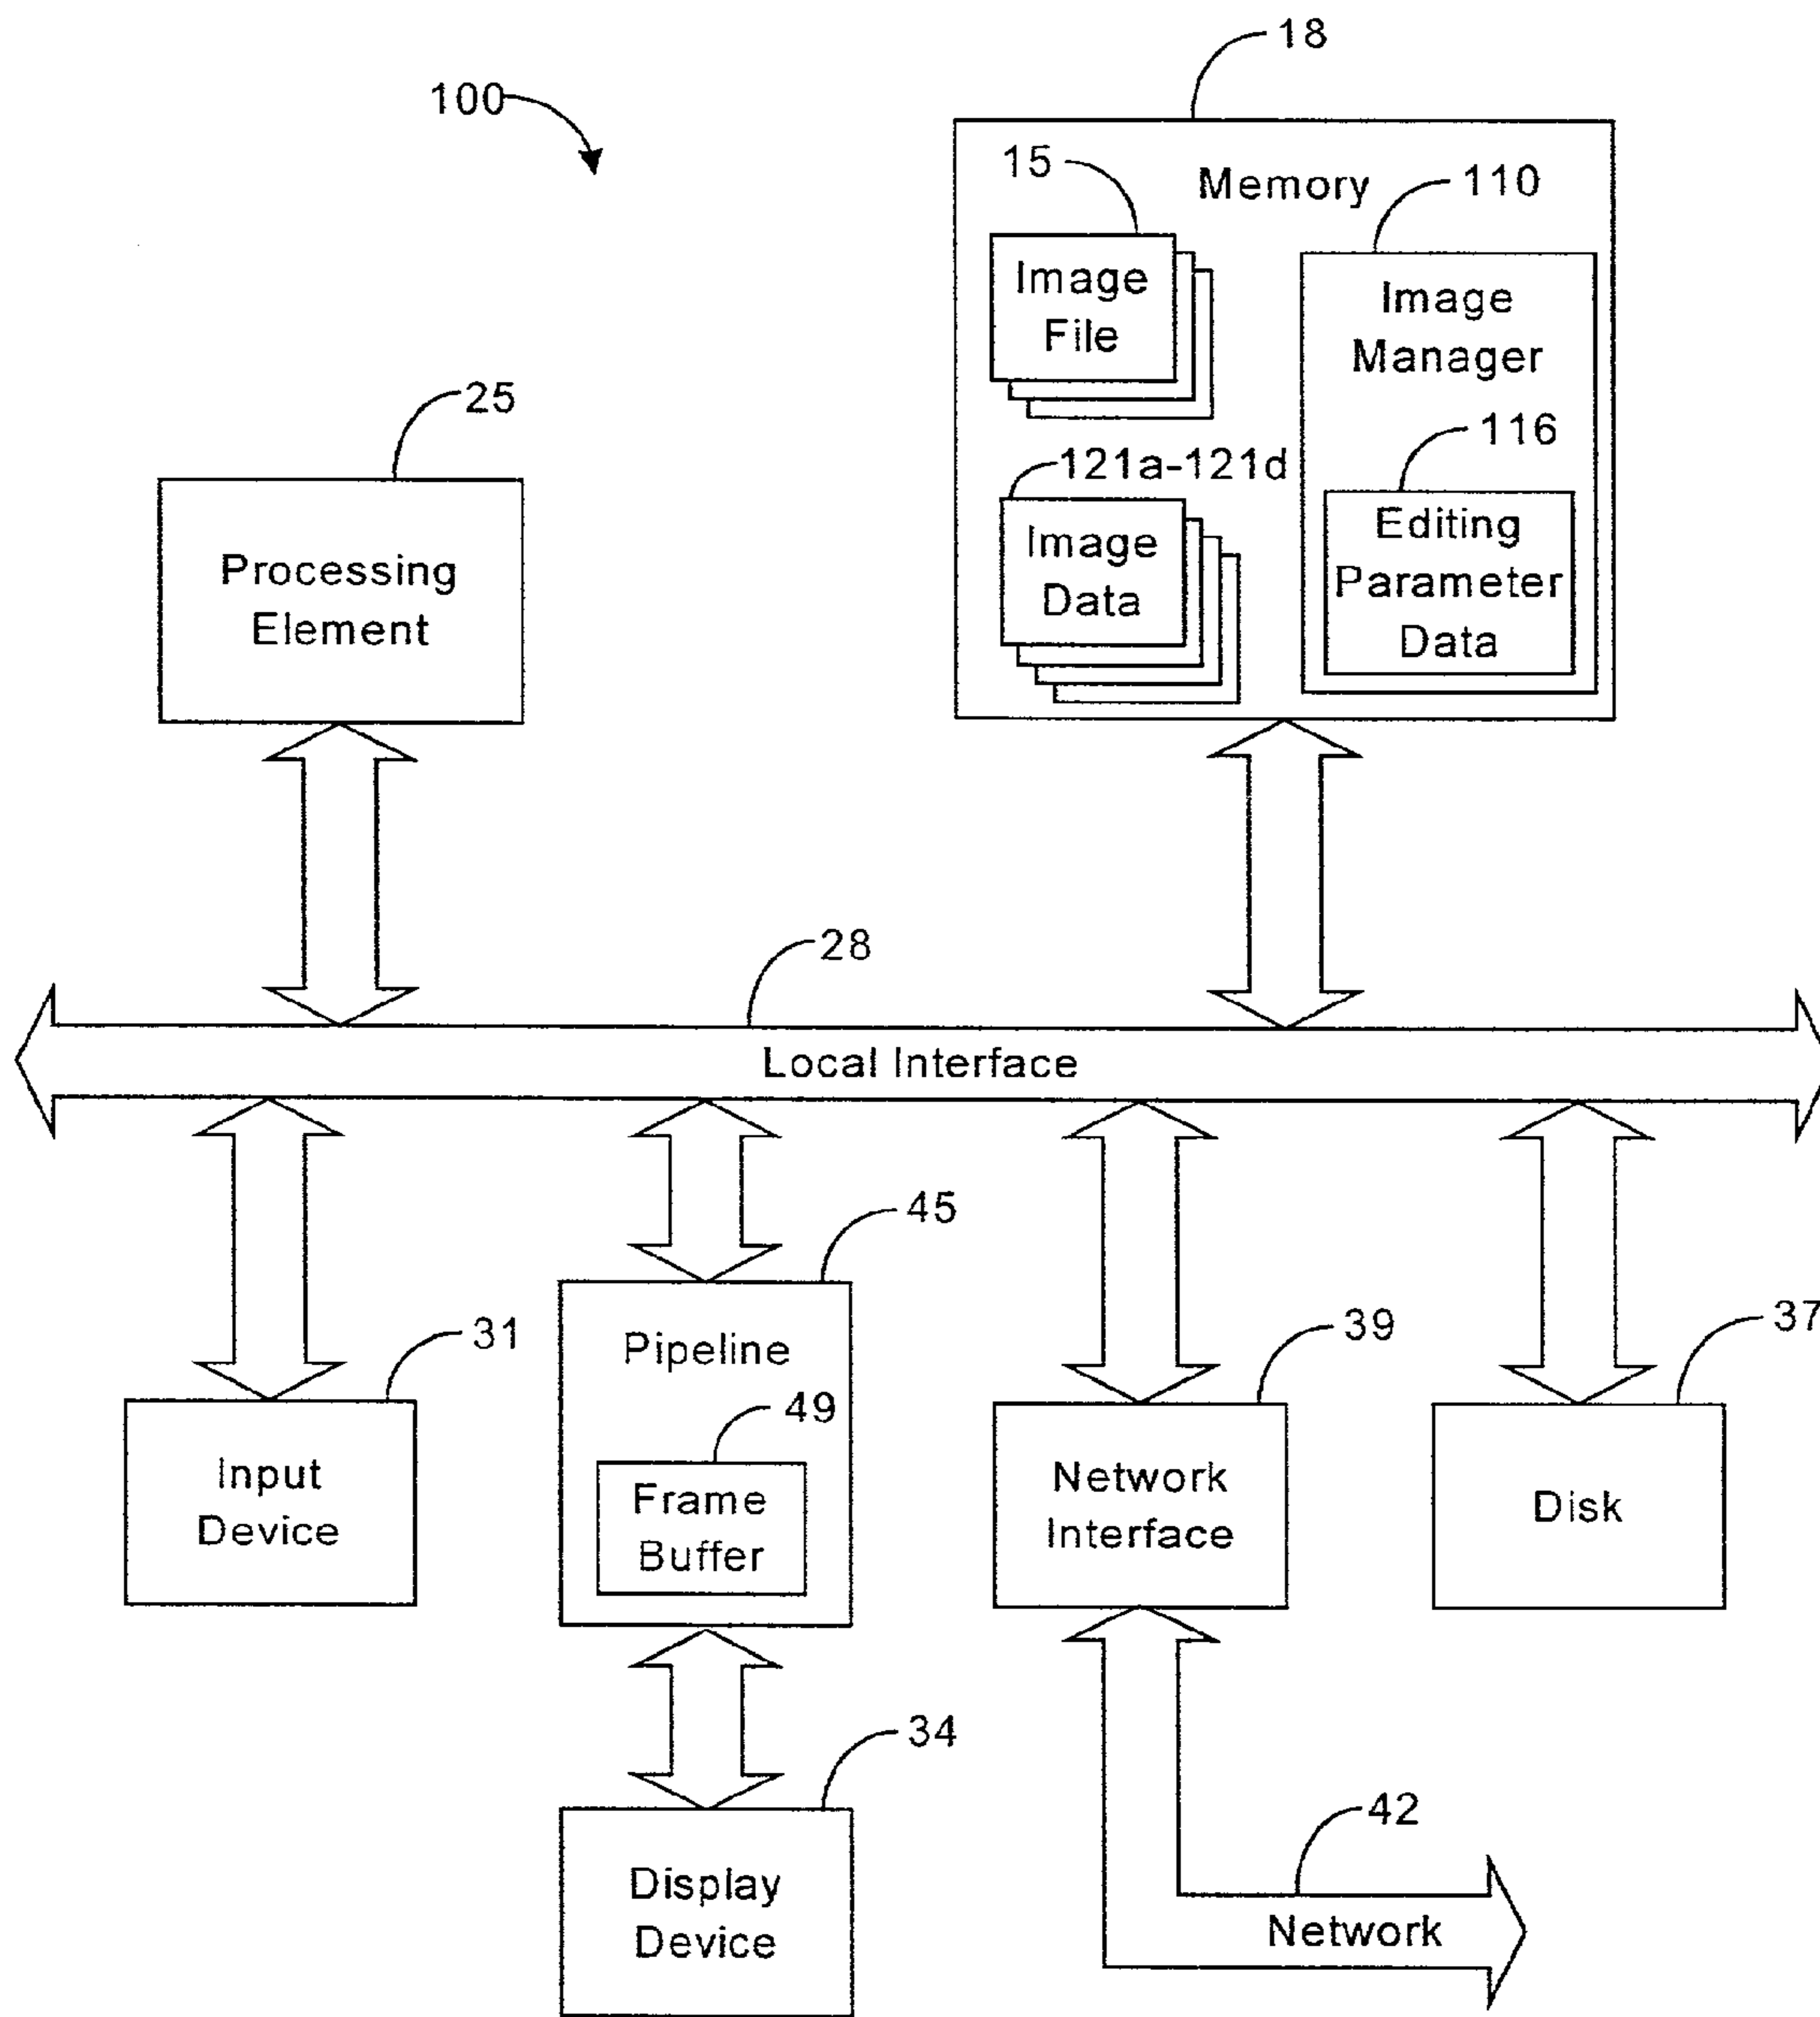 18
100
15
Memory
110
Image
File
Image
Manager
25
116
121a-121d
Processing
Element
Image
Data
Editing
Parameter
Data
28
Local Interface
45
31
Pipeline
39
37
49
Input
Device
Frame
Buffer
Network
Interface
Disk
34
42
Display
Device
Network